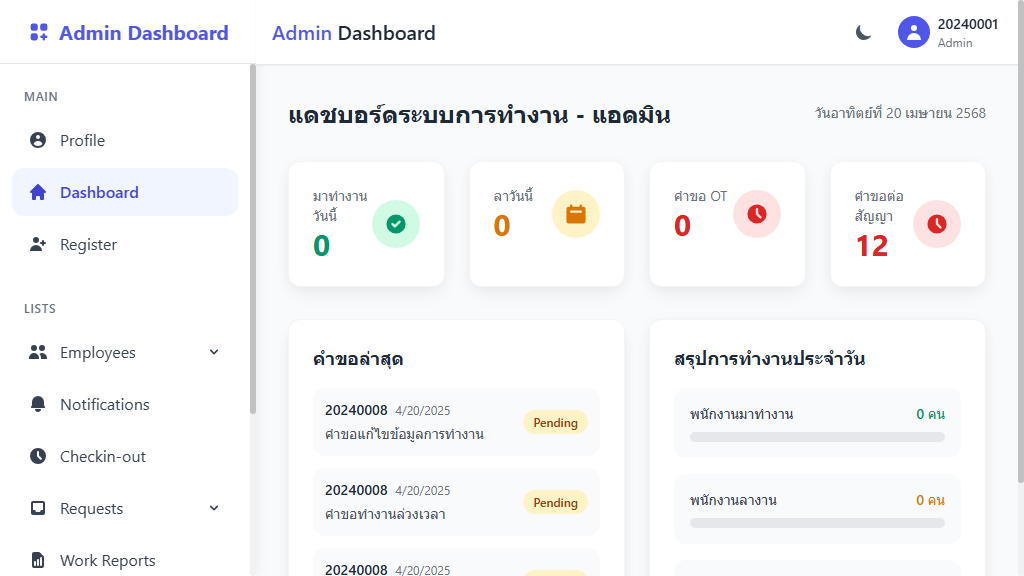 Admin Dashboard
Admin Dashboard
20240001
Admin
MAIN
Profile
Dashboard
Register
LISTS
Employees
Notifications
Checkin-out
Requests
Work Reports
แดชบอร์ดระบบการทำงาน - แอดมิน
วันอาทิตย์ที่ 20 เมษายน 2568
มาทำงาน
วันนี้
0
ลาวันนี้
0
คำขอ OT
0
คำขอต่อ
สัญญา
12
คำขอล่าสุด
20240008 4/20/2025
คำขอแก้ไขข้อมูลการทำงาน
Pending
20240008 4/20/2025
คำขอทำงานล่วงเวลา
Pending
20240008 4/20/2025
สรุปการทำงานประจำวัน
พนักงานมาทำงาน 0 คน
พนักงานลางาน 0 คน